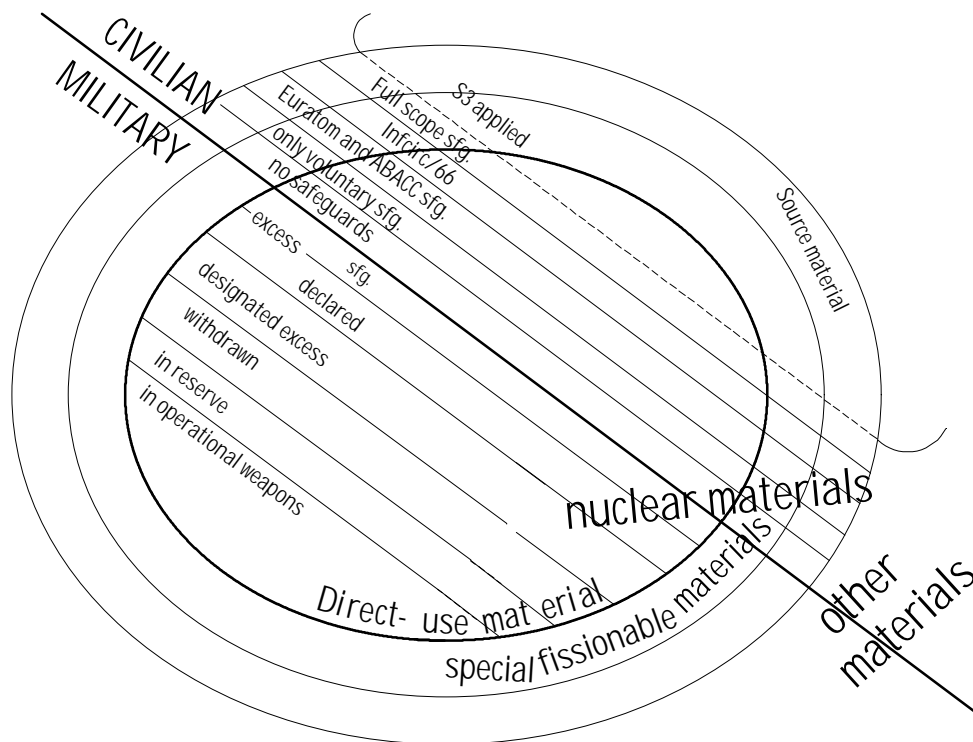 CIVILIAN
MILITARY
S3 applied
Full scope sfg.
Infcirc/66
Euratom and ABACC sfg.
only voluntary sfg.
no safeguards
excess sfg.
declared
designated excess
withdrawn
in reserve
in operational weapons
Source material
nuclear materials
Direct- use mat erial
special fissionable materials
other
materials